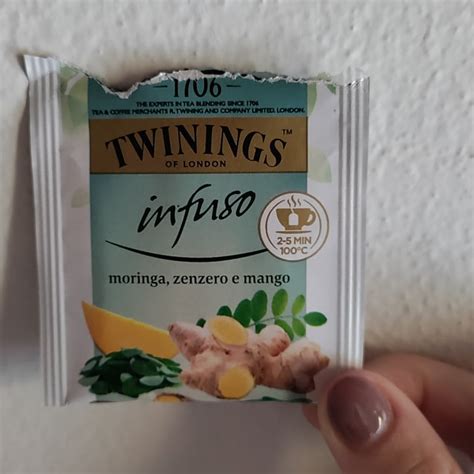 1706
THE EXPERTS IN TEA BLENDING SINCE 1706
TEA & COFFEE MERCHANTS R. TWINING AND COMPANY LIMITED. LONDON.
TWININGS™
OF LONDON
infuso
2-5 MIN
100°C
moringa, zenzero e mango